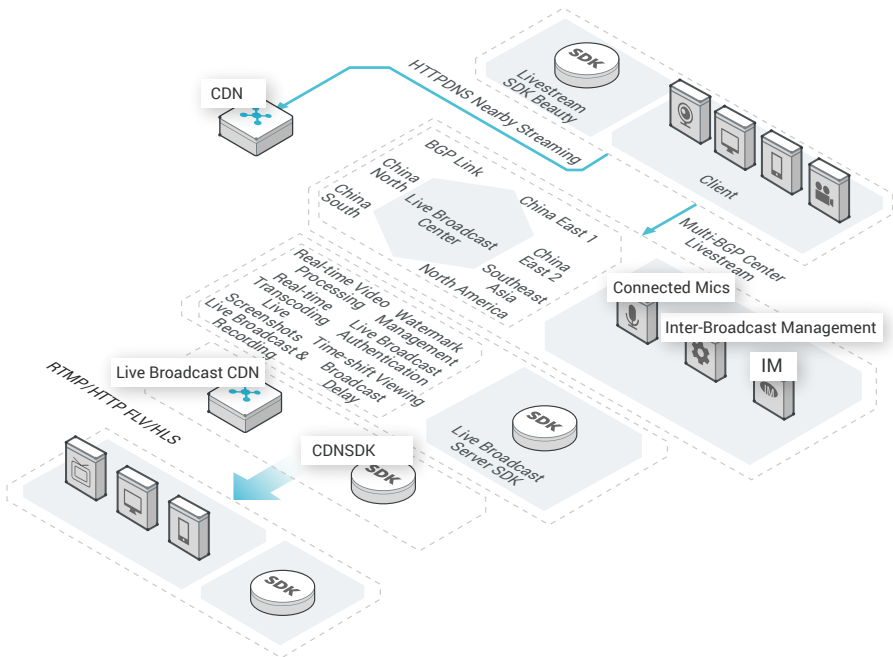 SDK
Livestream
SDK Beauty
CDN
HTTPDNS Nearby Streaming
Client
BGP Link
China
North
China
South
Live Broadcast
Center
China East 1
China
East 2
Southeast
Asia
North America
Multi-BGP Center
Livestream
Connected Mics
Inter-Broadcast Management
IM
IM
Real-time Video
Processing
Real-time
Transcoding
Live
Screenshots
Live Broadcast &
Recording
Watermark
Management
Live Broadcast
Authentication
Time-shift Viewing
Broadcast
Delay
Live Broadcast CDN
RTMP/HTTP FLV/HLS
SDK
Live Broadcast
Server SDK
CDNSDK
SDK
SDK